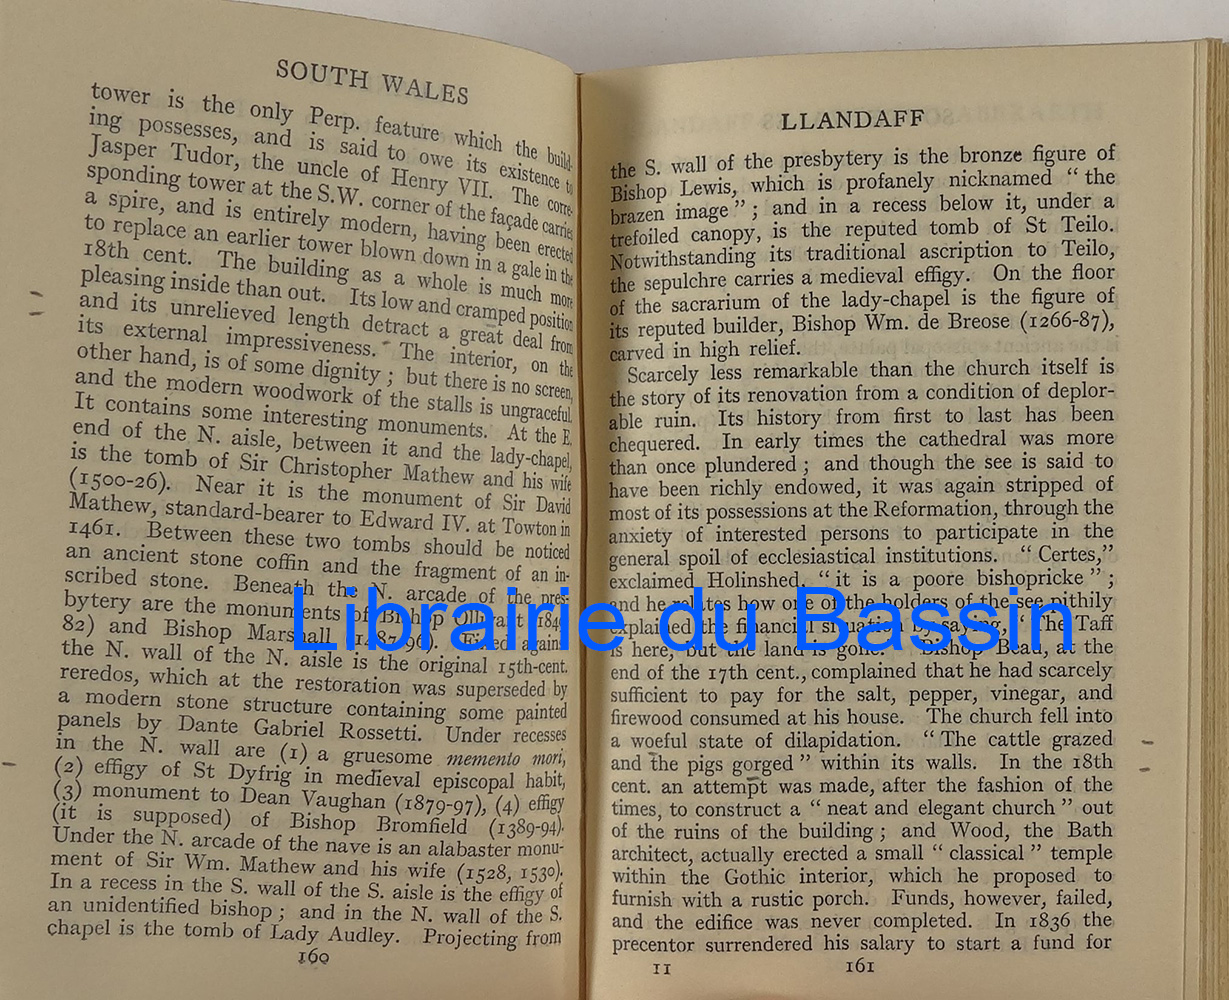 SOUTH WALES
tower is the only Perp. feature which the build-
ing possesses, and is said to owe its existence to
Jasper Tudor, the uncle of Henry VII. The corre-
sponding tower at the S.W. corner of the façade carries
a spire, and is entirely modern, having been erected
to replace an earlier tower blown down in a gale in the
18th cent. The building as a whole is much more
pleasing inside than out. Its low and cramped position
and its unrelieved length detract a great deal from
its external impressiveness. The interior, on the
other hand, is of some dignity ; but there is no screen,
and the modern woodwork of the stalls is ungraceful.
It contains some interesting monuments. At the E.
end of the N. aisle, between it and the lady-chapel,
is the tomb of Sir Christopher Mathew and his wife
(1500-26). Near it is the monument of Sir David
Mathew, standard-bearer to Edward IV. at Towton in
1461. Between these two tombs should be noticed
an ancient stone coffin and the fragment of an in-
scribed stone. Beneath the N. arcade of the pres-
bytery are the monuments of Bishop Ollivant (1849-
82) and Bishop Marshall (1487-96). Fixed against
the N. wall of the N. aisle is the original 15th-cent.
reredos, which at the restoration was superseded by
a modern stone structure containing some painted
panels by Dante Gabriel Rossetti. Under recesses
in the N. wall are (1) a gruesome memento mori,
(2) effigy of St Dyfrig in medieval episcopal habit,
(3) monument to Dean Vaughan (1879-97), (4) effigy
(it is supposed) of Bishop Bromfield (1389-94).
Under the N. arcade of the nave is an alabaster monu-
ment of Sir Wm. Mathew and his wife (1528, 1530).
In a recess in the S. wall of the S. aisle is the effigy of
an unidentified bishop ; and in the N. wall of the S.
chapel is the tomb of Lady Audley. Projecting from
160
LLANDAFF
the S. wall of the presbytery is the bronze figure of
Bishop Lewis, which is profanely nicknamed “ the
brazen image ” ; and in a recess below it, under a
trefoiled canopy, is the reputed tomb of St Teilo.
Notwithstanding its traditional ascription to Teilo,
the sepulchre carries a medieval effigy. On the floor
of the sacrarium of the lady-chapel is the figure of
its reputed builder, Bishop Wm. de Breose (1266-87),
carved in high relief.
Scarcely less remarkable than the church itself is
the story of its renovation from a condition of deplor-
able ruin. Its history from first to last has been
chequered. In early times the cathedral was more
than once plundered ; and though the see is said to
have been richly endowed, it was again stripped of
most of its possessions at the Reformation, through the
anxiety of interested persons to participate in the
general spoil of ecclesiastical institutions. “ Certes,”
exclaimed Holinshed, “ it is a poore bishopricke ” ;
and he relates how one of the holders of the see pithily
explained the financial situation by saying, “ The Taff
is here, but the land is gone. ” Bishop Beau, at the
end of the 17th cent., complained that he had scarcely
sufficient to pay for the salt, pepper, vinegar, and
firewood consumed at his house. The church fell into
a woeful state of dilapidation. “ The cattle grazed
and the pigs gorged ” within its walls. In the 18th
cent. an attempt was made, after the fashion of the
times, to construct a “ neat and elegant church ” out
of the ruins of the building ; and Wood, the Bath
architect, actually erected a small “ classical ” temple
within the Gothic interior, which he proposed to
furnish with a rustic porch. Funds, however, failed,
and the edifice was never completed. In 1836 the
precentor surrendered his salary to start a fund for
11 161
Librairie du Bassin